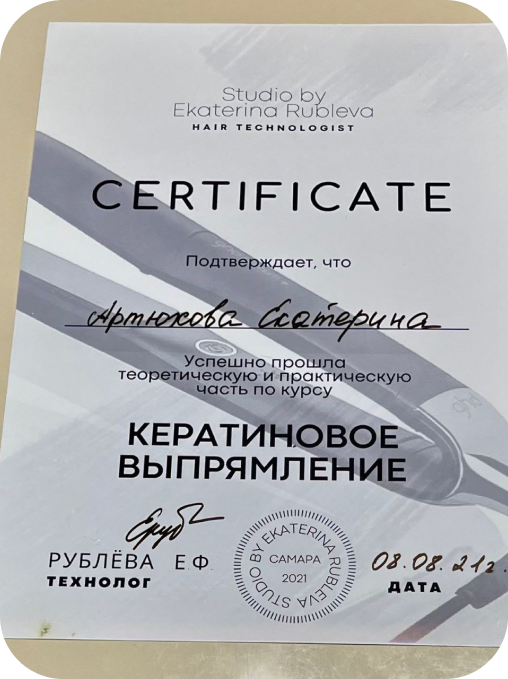 Studio by
Ekaterina Rubleva
HAIR TECHNOLOGIST
CERTIFICATE
Подтверждает, что
Артюхова Екатерина
Успешно прошла
теоретическую и практическую
часть по курсу
КЕРАТИНОВОЕ
ВЫПРЯМЛЕНИЕ
РУБЛЁВА Е.Ф.
ТЕХНОЛОГ
STUDIO BY EKATERINA RUBLEVA
САМАРА
2021
08.08.21г.
ДАТА
ghd